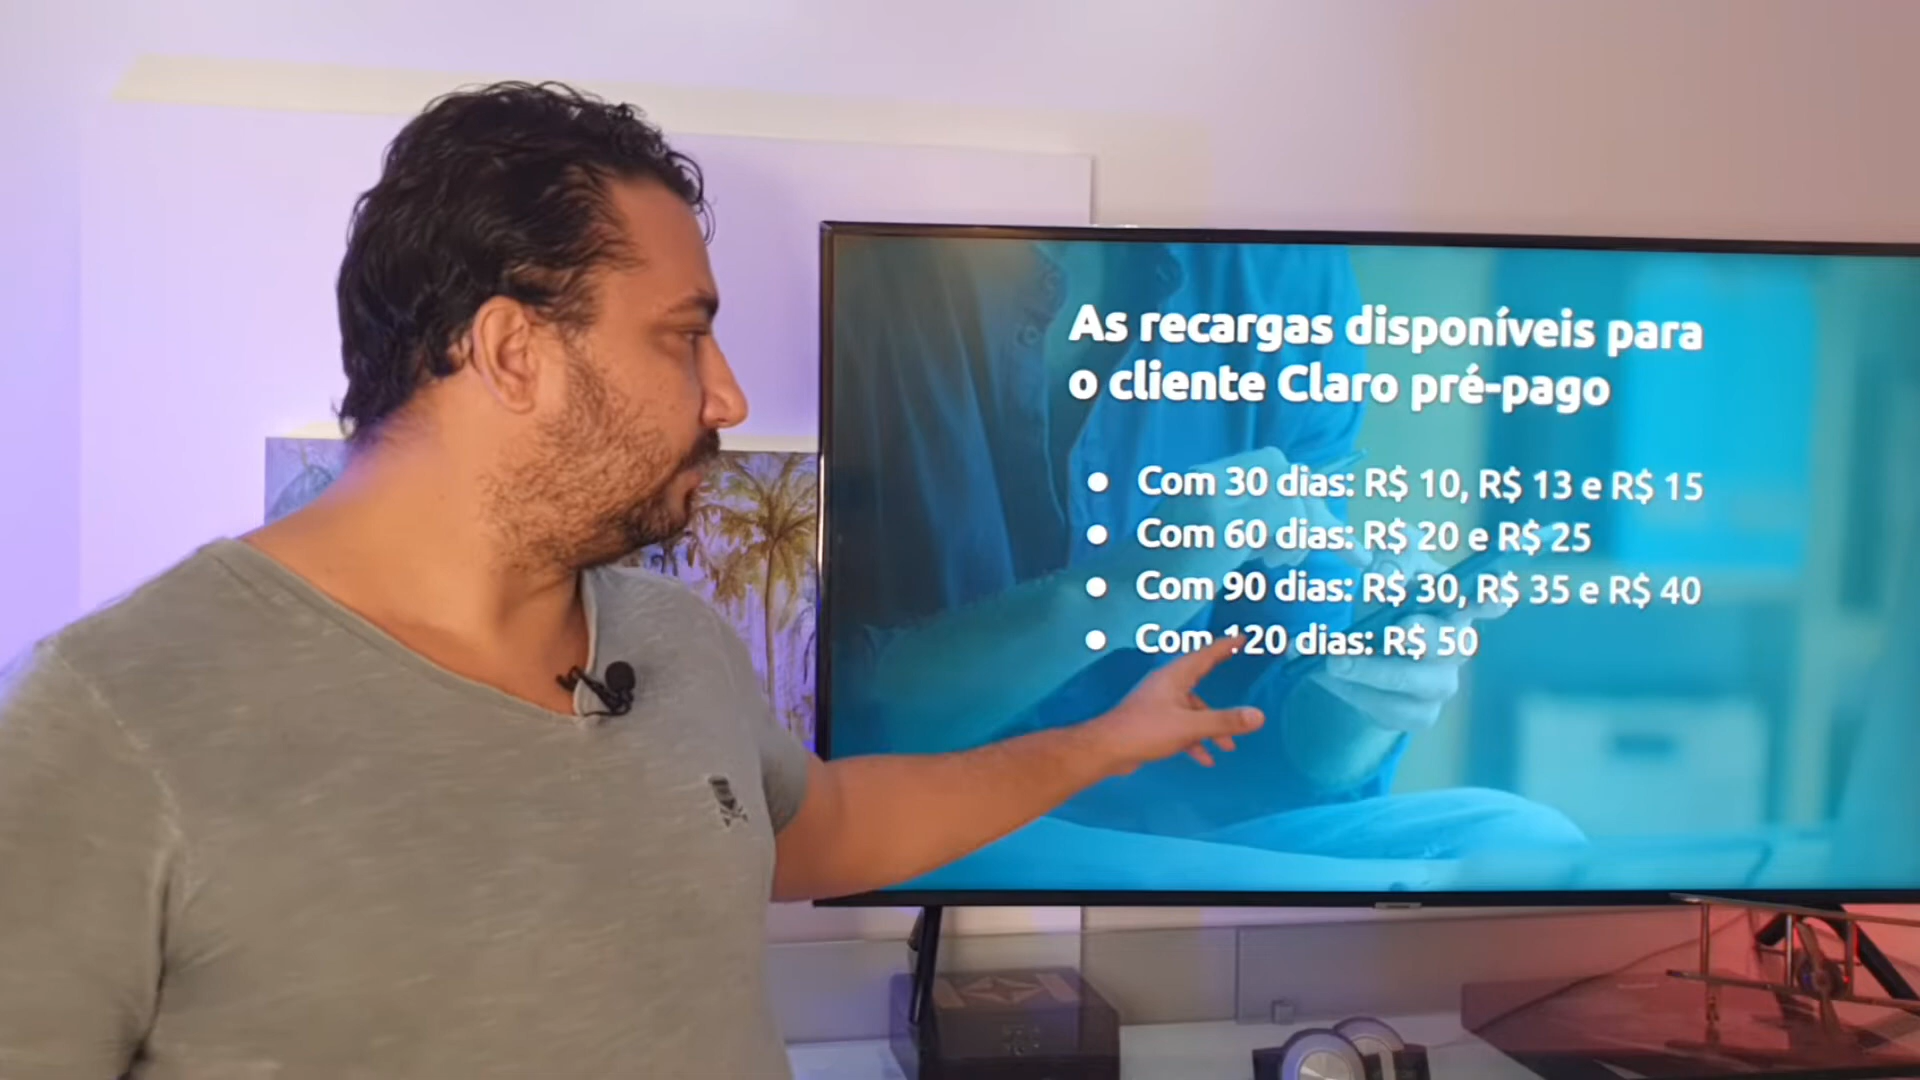 As recargas disponíveis para
o cliente Claro pré-pago
● Com 30 dias: R$ 10, R$ 13 e R$ 15
● Com 60 dias: R$ 20 e R$ 25
● Com 90 dias: R$ 30, R$ 35 e R$ 40
● Com 120 dias: R$ 50